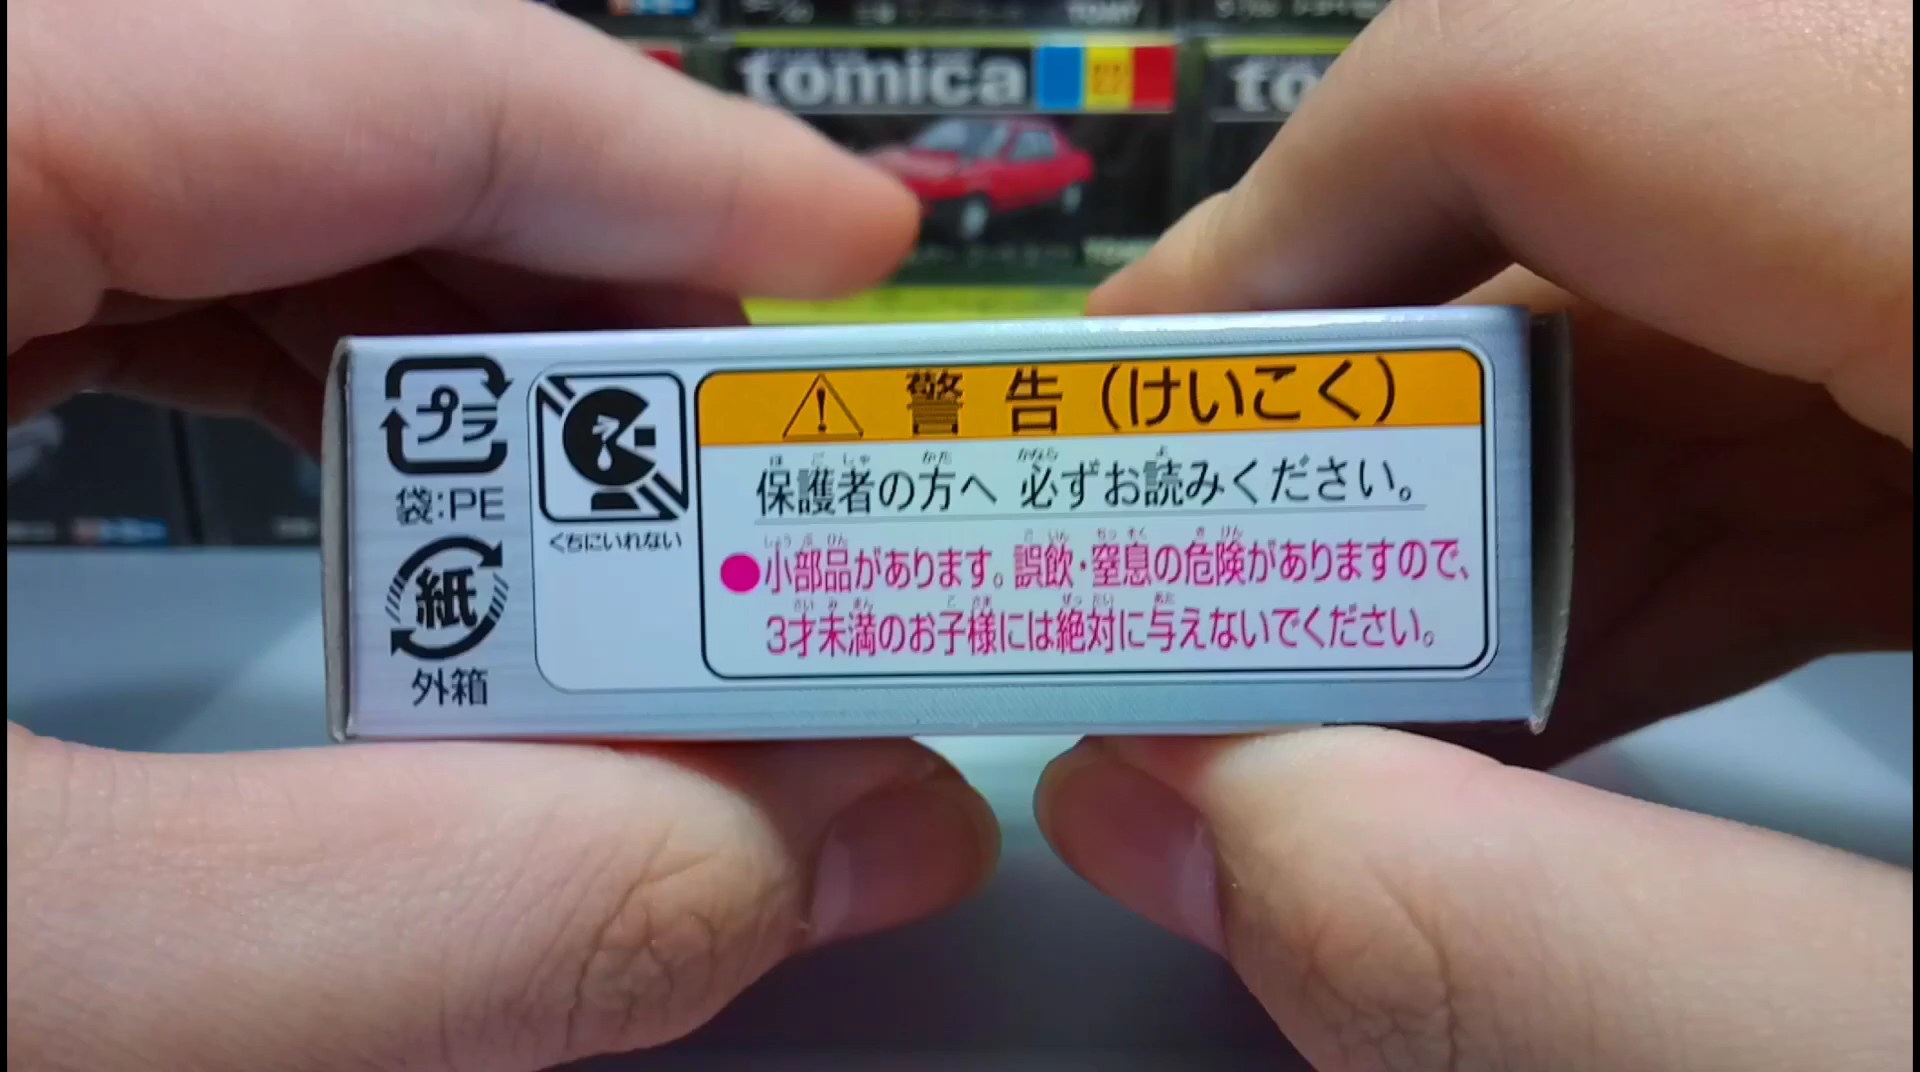 tomica
to
プラ
袋:PE
紙
外箱
くちにいれない
警告(けいこく)
保護者の方へ 必ずお読みください。
●小部品があります。誤飲・窒息の危険がありますので、
3才未満のお子様には絶対に与えないでください。